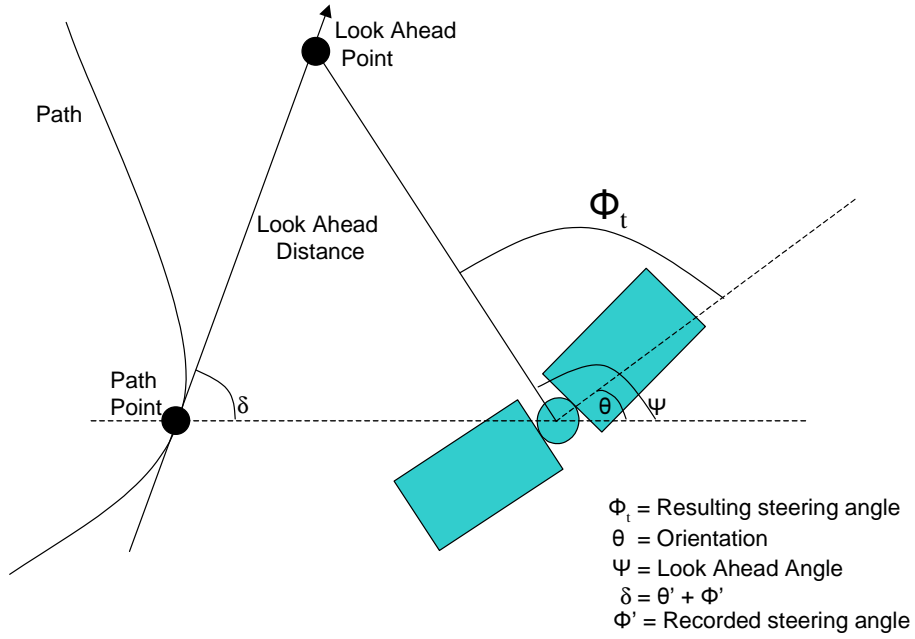 Look Ahead
Point
Path
Φt
Look Ahead
Distance
Path
Point
δ
θ
Ψ
Φt = Resulting steering angle
θ = Orientation
Ψ = Look Ahead Angle
δ = θ’ + Φ’
Φ’ = Recorded steering angle